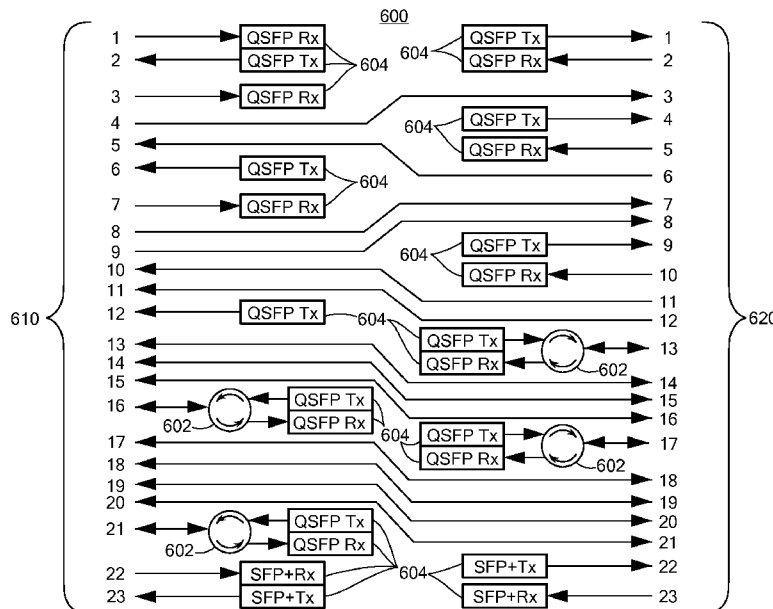 600
1 QSFP Rx QSFP Tx 1
2 QSFP Tx 604 604 QSFP Rx 2
3 QSFP Rx 3
4 QSFP Tx 4
5 604 QSFP Rx 5
6 QSFP Tx 604 6
7 QSFP Rx 7
8 8
9 QSFP Tx 9
10 604 QSFP Rx 10
11 11
12 QSFP Tx 604 12
610 620
QSFP Tx
13 QSFP Rx 602 13
14 14
15 15
16 QSFP Tx 16
602 QSFP Rx 604
17 QSFP Tx 17
18 QSFP Rx 602 18
19 19
20 20
21 QSFP Tx 21
602 QSFP Rx
22 SFP+Rx 604 SFP+Tx 22
23 SFP+Tx SFP+Rx 23